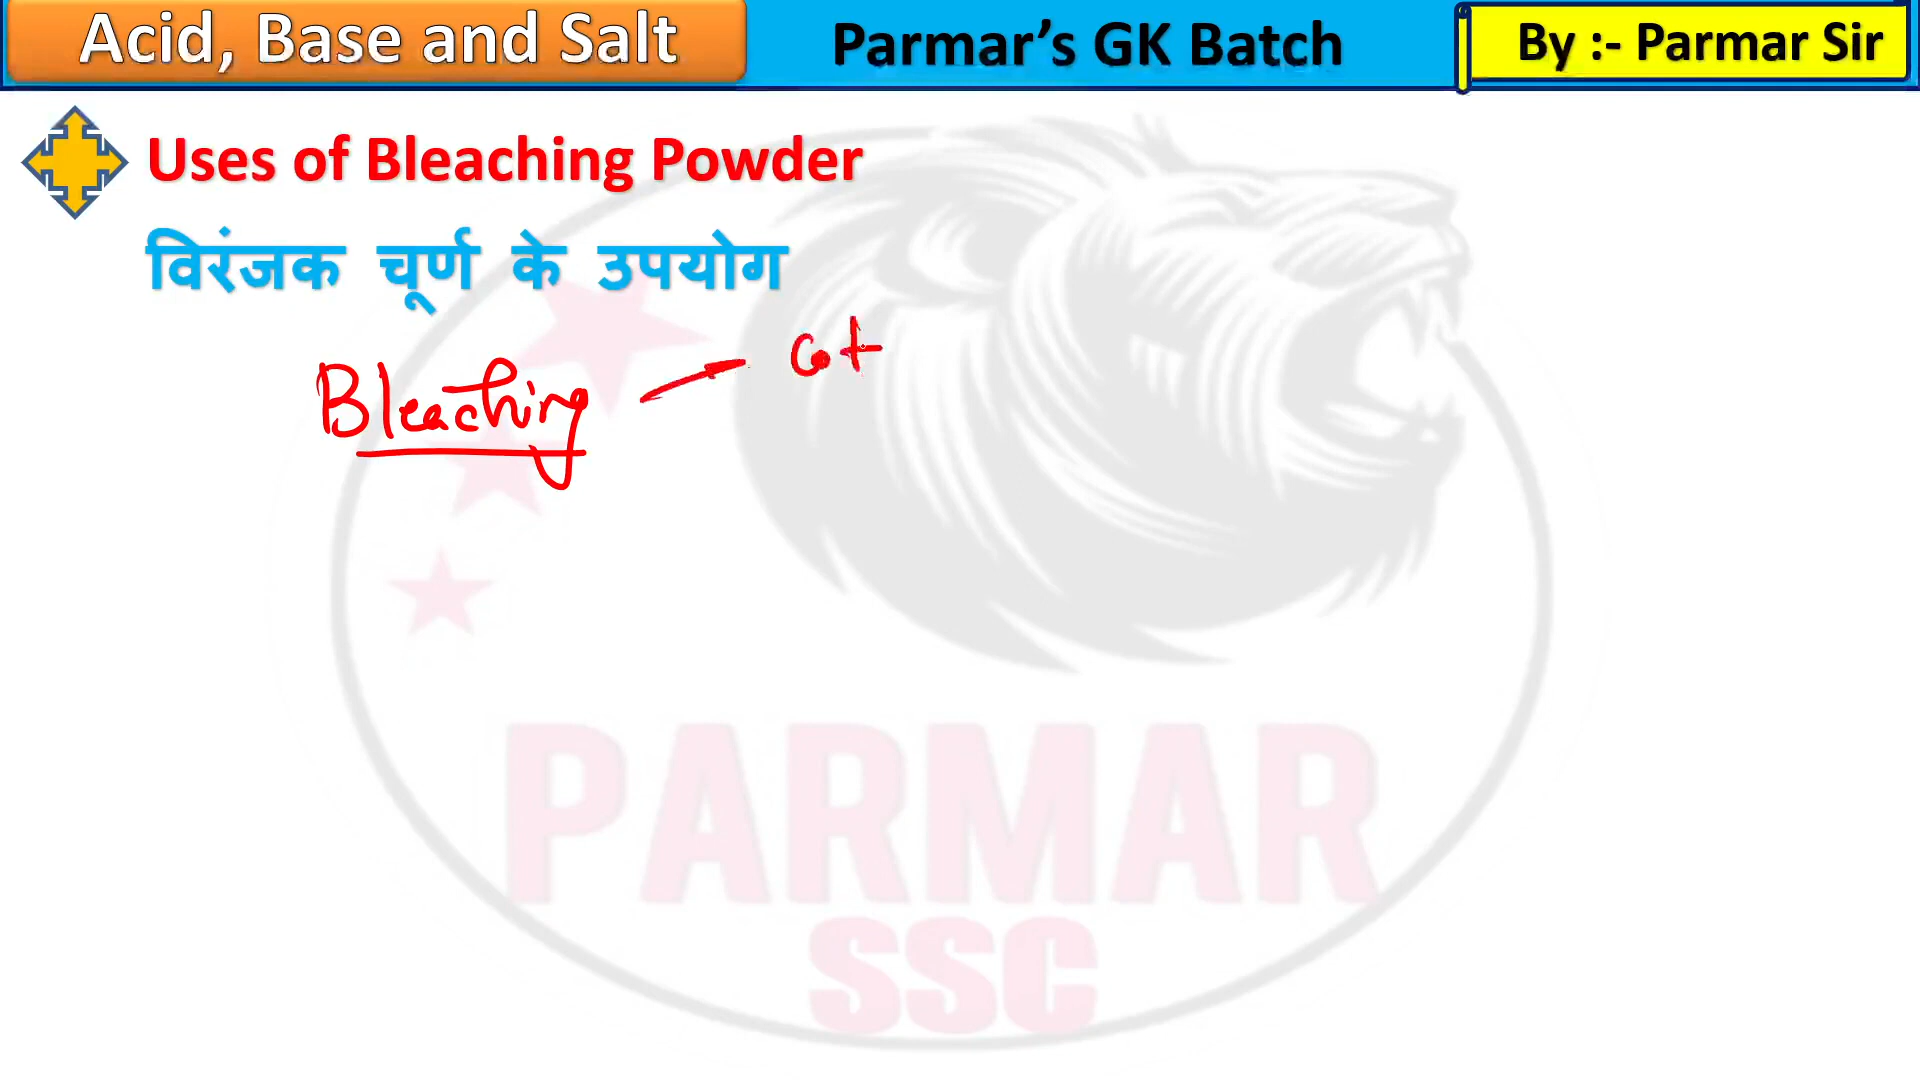 Acid, Base and Salt Parmar's GK Batch By :- Parmar Sir
Uses of Bleaching Powder
विरंजक चूर्ण के उपयोग
Bleaching — cot
PARMAR
SSC